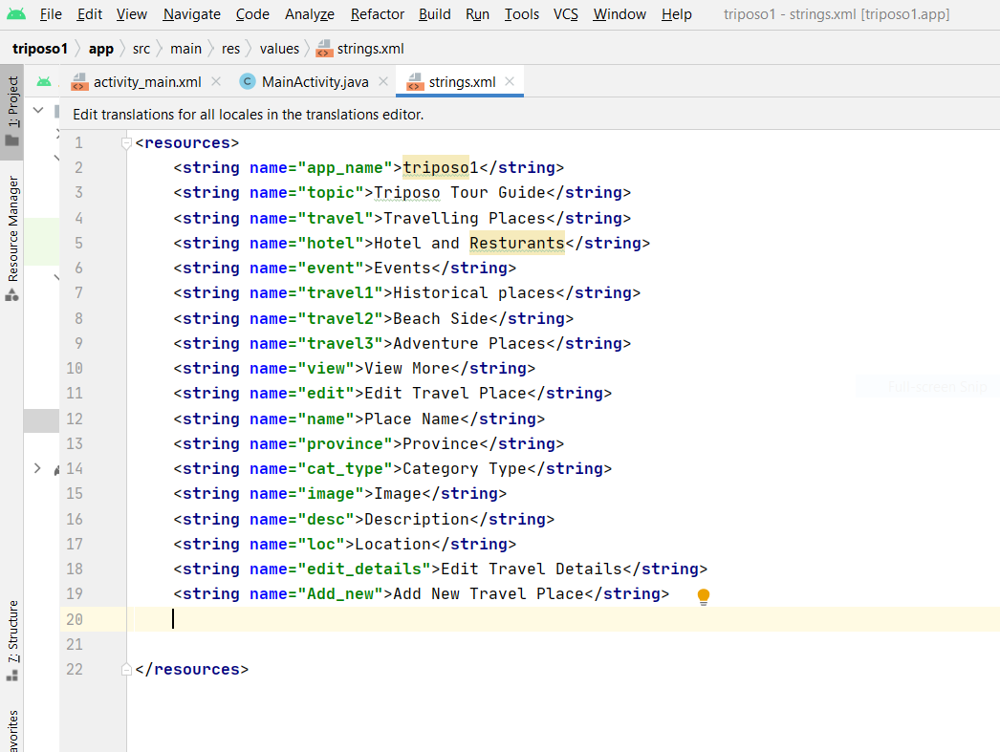 File Edit View Navigate Code Analyze Refactor Build Run Tools VCS Window Help triposo1 - strings.xml [triposo1.app]
triposo1 app src main res values strings.xml
activity_main.xml MainActivity.java strings.xml
1: Project
Resource Manager
7: Structure
Edit translations for all locales in the translations editor.
1 <resources>
2 <string name="app_name">triposo1</string>
3 <string name="topic">Triposo Tour Guide</string>
4 <string name="travel">Travelling Places</string>
5 <string name="hotel">Hotel and Resturants</string>
6 <string name="event">Events</string>
7 <string name="travel1">Historical places</string>
8 <string name="travel2">Beach Side</string>
9 <string name="travel3">Adventure Places</string>
10 <string name="view">View More</string>
11 <string name="edit">Edit Travel Place</string>
12 <string name="name">Place Name</string>
13 <string name="province">Province</string>
14 <string name="cat_type">Category Type</string>
15 <string name="image">Image</string>
16 <string name="desc">Description</string>
17 <string name="loc">Location</string>
18 <string name="edit_details">Edit Travel Details</string>
19 <string name="Add_new">Add New Travel Place</string>
20
21
22 </resources>
Full-screen Snip